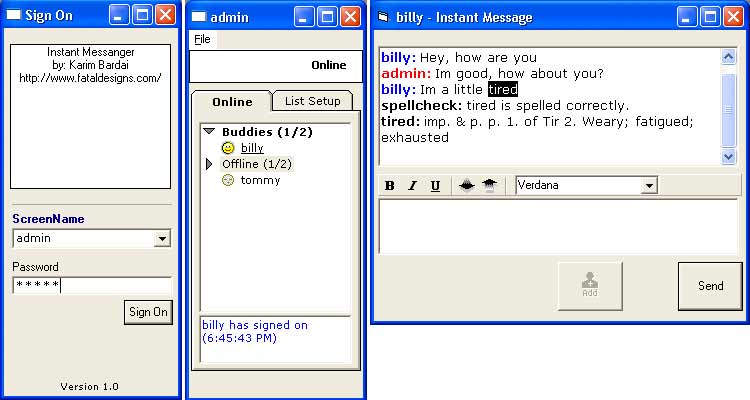 Sign On
Instant Messanger
by: Karim Bardai
http://www.fataldesigns.com/
ScreenName
admin
Password
*****
Sign On
Version 1.0
admin
File
Online
Online
List Setup
Buddies (1/2)
billy
Offline (1/2)
tommy
billy has signed on
(6:45:43 PM)
billy - Instant Message
billy: Hey, how are you
admin: Im good, how about you?
billy: Im a little tired
spellcheck: tired is spelled correctly.
tired: imp. & p. p. 1. of Tir 2. Weary; fatigued;
exhausted
B I U Verdana
Add
Send